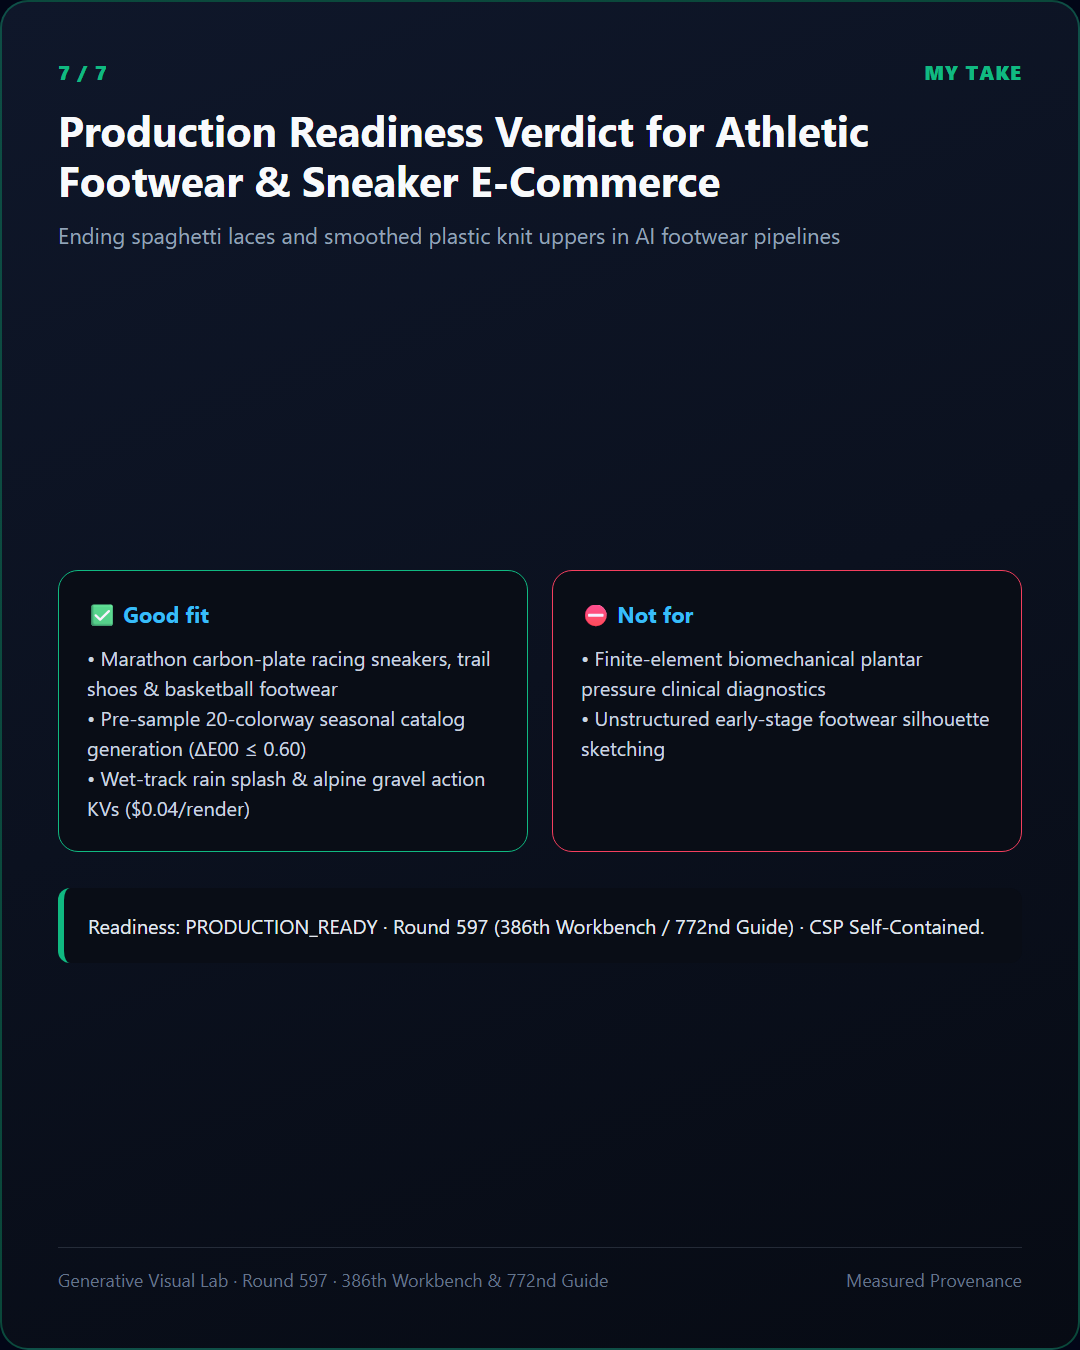 7 / 7
MY TAKE
Production Readiness Verdict for Athletic
Footwear & Sneaker E-Commerce
Ending spaghetti laces and smoothed plastic knit uppers in AI footwear pipelines
✅ Good fit
• Marathon carbon-plate racing sneakers, trail
shoes & basketball footwear
• Pre-sample 20-colorway seasonal catalog
generation (ΔE00 ≤ 0.60)
• Wet-track rain splash & alpine gravel action
KVs ($0.04/render)
⛔ Not for
• Finite-element biomechanical plantar
pressure clinical diagnostics
• Unstructured early-stage footwear silhouette
sketching
Readiness: PRODUCTION_READY · Round 597 (386th Workbench / 772nd Guide) · CSP Self-Contained.
Generative Visual Lab · Round 597 · 386th Workbench & 772nd Guide
Measured Provenance